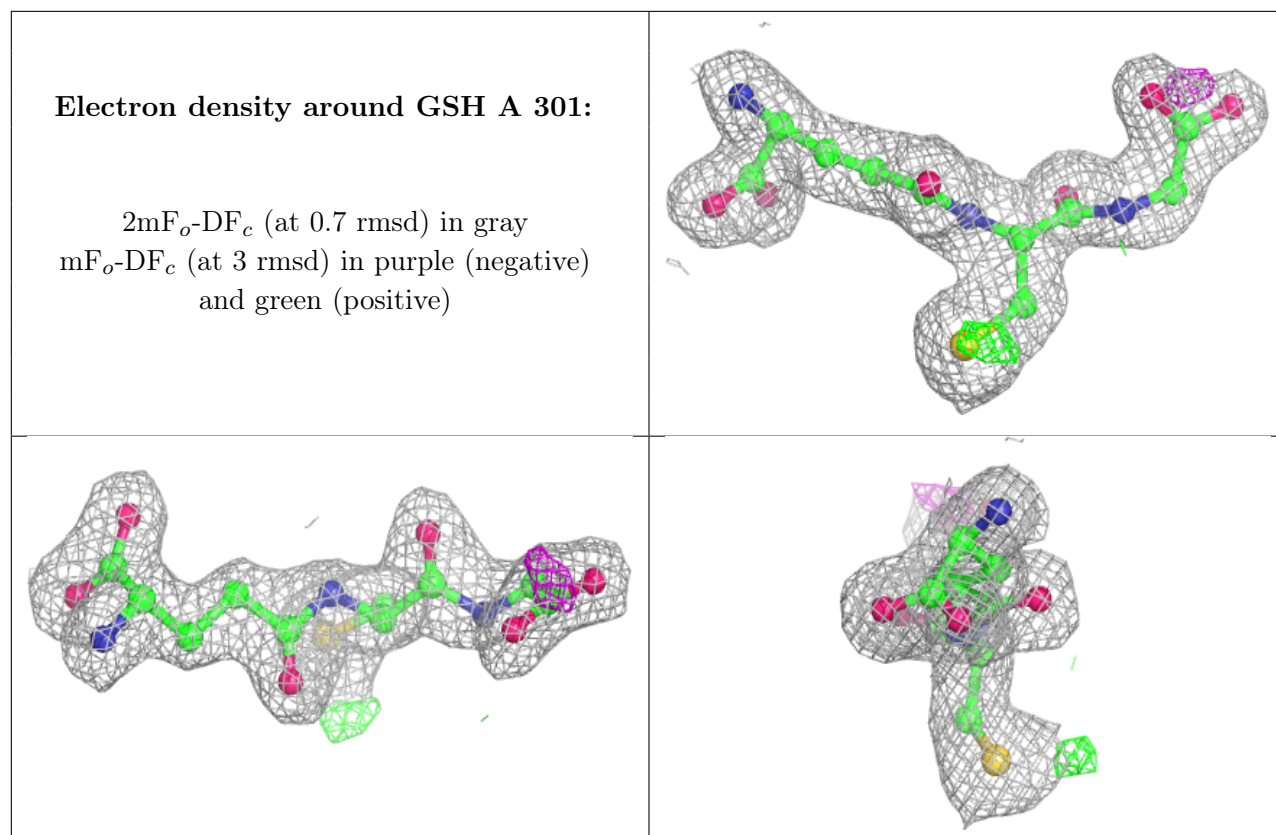 Electron density around GSH A 301:
2mFₒ-DF𝒸 (at 0.7 rmsd) in gray
mFₒ-DF𝒸 (at 3 rmsd) in purple (negative)
and green (positive)